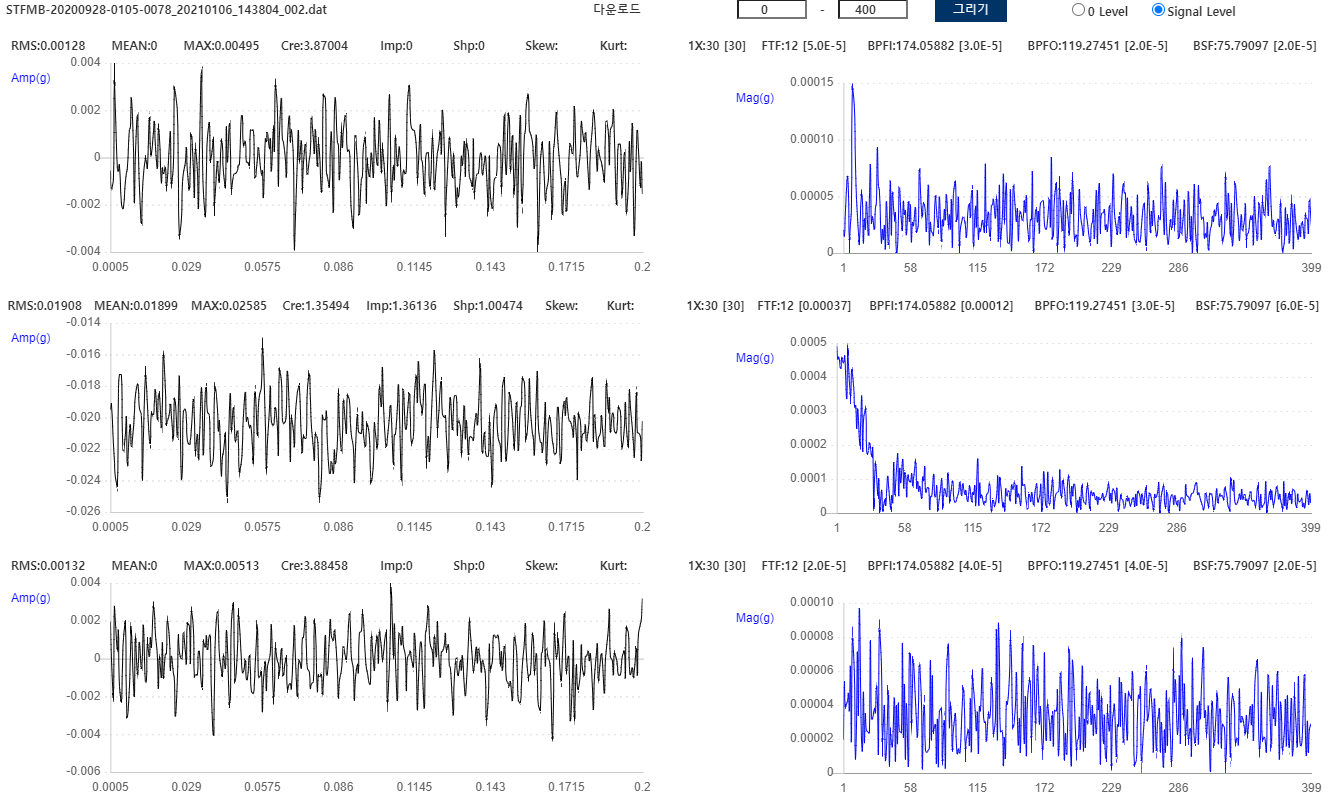 STFMB-20200928-0105-0078_20210106_143804_002.dat 다운로드 0 - 400 그리기 0 Level Signal Level
RMS:0.00128 MEAN:0 MAX:0.00495 Cre:3.87004 Imp:0 Shp:0 Skew: Kurt:
Amp(g)
0.004
0.002
0
-0.002
-0.004
0.0005 0.029 0.0575 0.086 0.1145 0.143 0.1715 0.2
1X:30 [30] FTF:12 [5.0E-5] BPFI:174.05882 [3.0E-5] BPFO:119.27451 [2.0E-5] BSF:75.79097 [2.0E-5]
Mag(g)
0.00015
0.00010
0.00005
0
1 58 115 172 229 286 399
RMS:0.01908 MEAN:0.01899 MAX:0.02585 Cre:1.35494 Imp:1.36136 Shp:1.00474 Skew: Kurt:
Amp(g)
-0.014
-0.016
-0.018
-0.020
-0.022
-0.024
-0.026
0.0005 0.029 0.0575 0.086 0.1145 0.143 0.1715 0.2
1X:30 [30] FTF:12 [0.00037] BPFI:174.05882 [0.00012] BPFO:119.27451 [3.0E-5] BSF:75.79097 [6.0E-5]
Mag(g)
0.0005
0.0004
0.0003
0.0002
0.0001
0
1 58 115 172 229 286 399
RMS:0.00132 MEAN:0 MAX:0.00513 Cre:3.88458 Imp:0 Shp:0 Skew: Kurt:
Amp(g)
0.004
0.002
0
-0.002
-0.004
-0.006
0.0005 0.029 0.0575 0.086 0.1145 0.143 0.1715 0.2
1X:30 [30] FTF:12 [2.0E-5] BPFI:174.05882 [4.0E-5] BPFO:119.27451 [4.0E-5] BSF:75.79097 [2.0E-5]
Mag(g)
0.00010
0.00008
0.00006
0.00004
0.00002
0
1 58 115 172 229 286 399